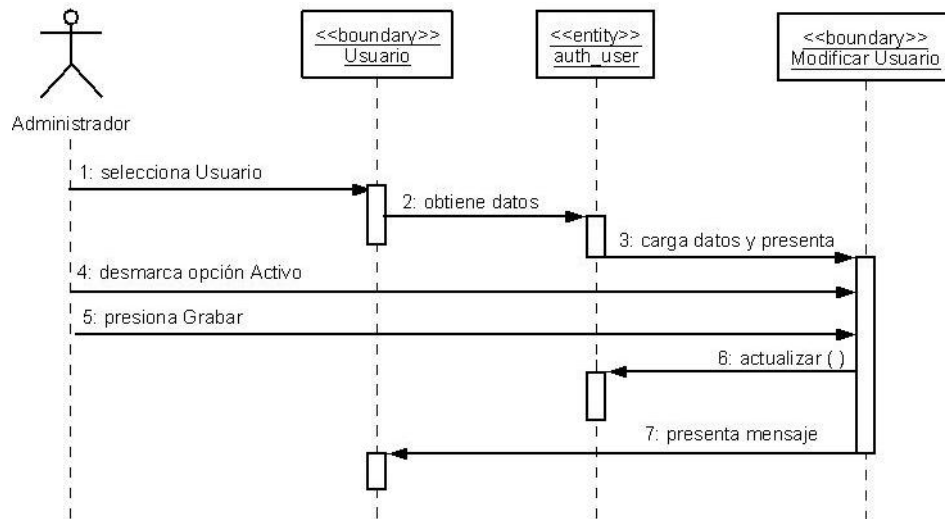 <<boundary>>
Usuario
<<entity>>
auth_user
<<boundary>>
Modificar Usuario
Administrador
1: selecciona Usuario
2: obtiene datos
3: carga datos y presenta
4: desmarca opción Activo
5: presiona Grabar
6: actualizar ( )
7: presenta mensaje